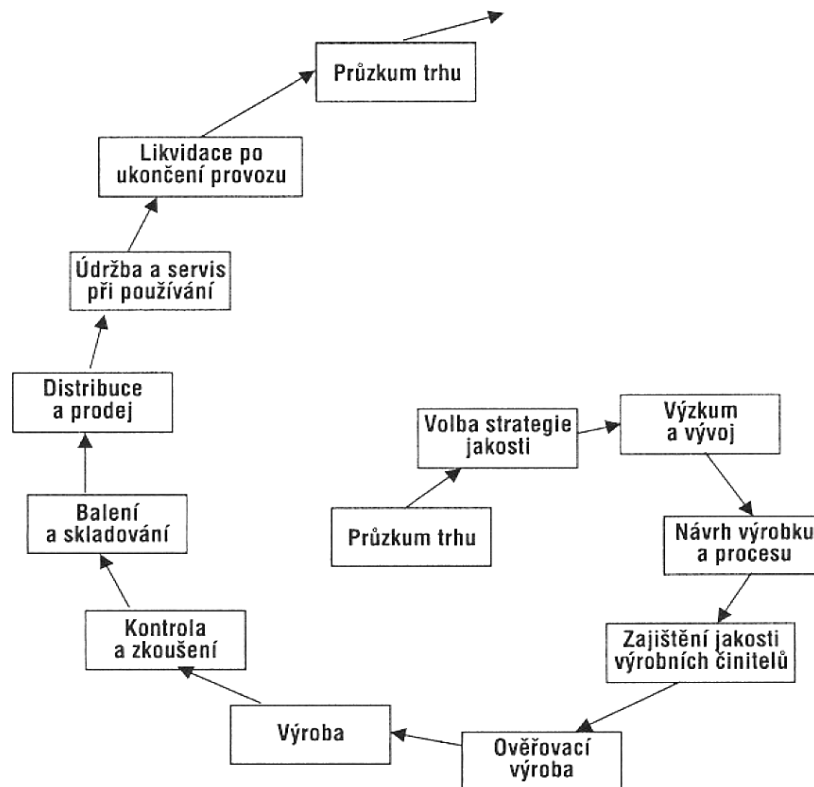 Průzkum trhu
Likvidace po
ukončení provozu
Údržba a servis
při používání
Distribuce
a prodej
Volba strategie
jakosti
Výzkum
a vývoj
Balení
a skladování
Průzkum trhu
Návrh výrobku
a procesu
Kontrola
a zkoušení
Zajištění jakosti
výrobních činitelů
Výroba
Ověřovací
výroba